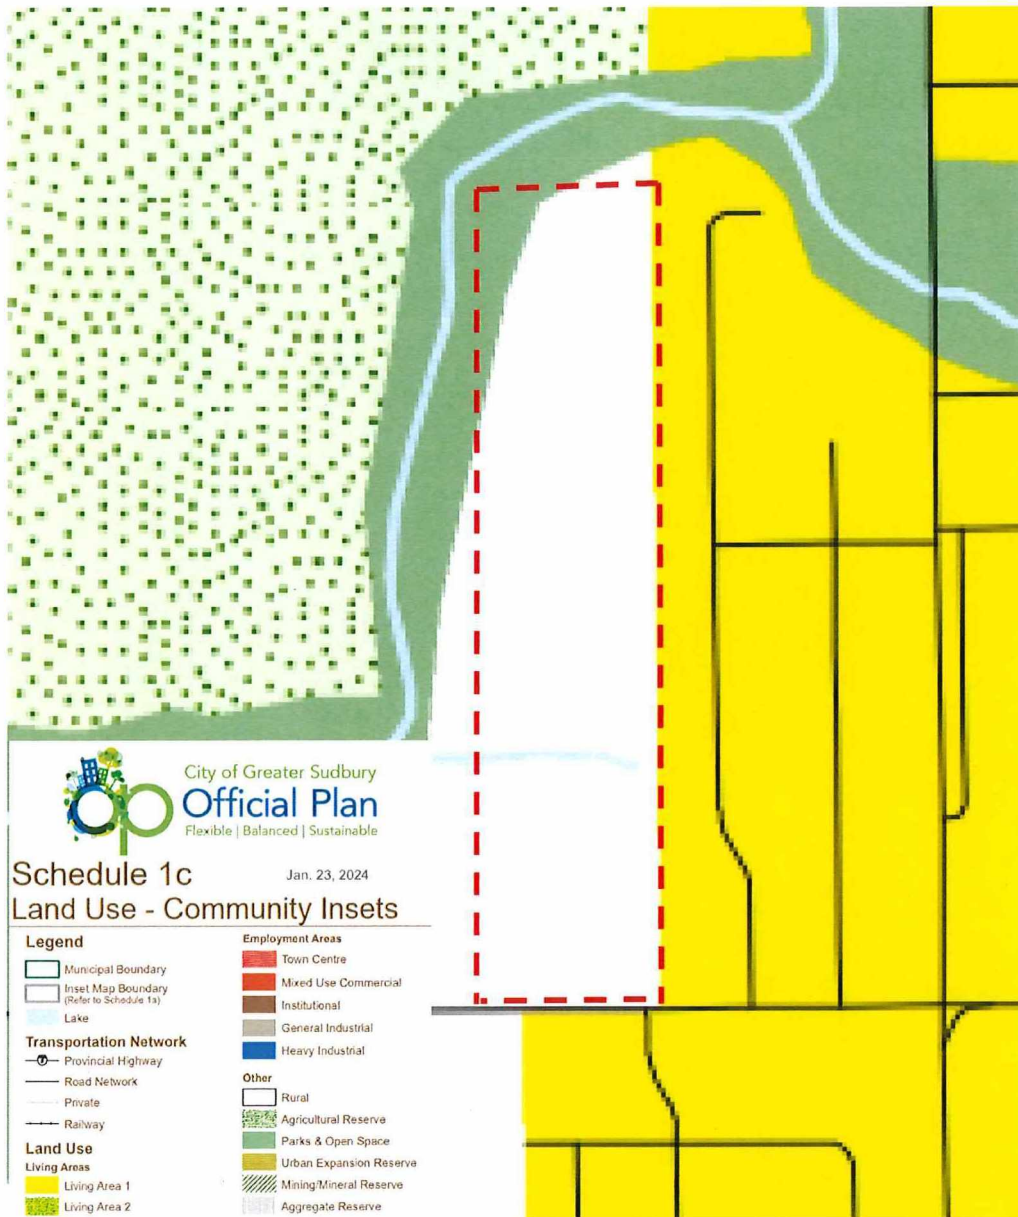 City of Greater Sudbury
Official Plan
Flexible | Balanced | Sustainable
Schedule 1c
Jan. 23, 2024
Land Use - Community Insets
Legend
Municipal Boundary
Inset Map Boundary
(Refer to Schedule 1a)
Lake
Transportation Network
Provincial Highway
Road Network
Private
Railway
Land Use
Living Areas
Living Area 1
Living Area 2
Employment Areas
Town Centre
Mixed Use Commercial
Institutional
General Industrial
Heavy Industrial
Other
Rural
Agricultural Reserve
Parks & Open Space
Urban Expansion Reserve
Mining/Mineral Reserve
Aggregate Reserve